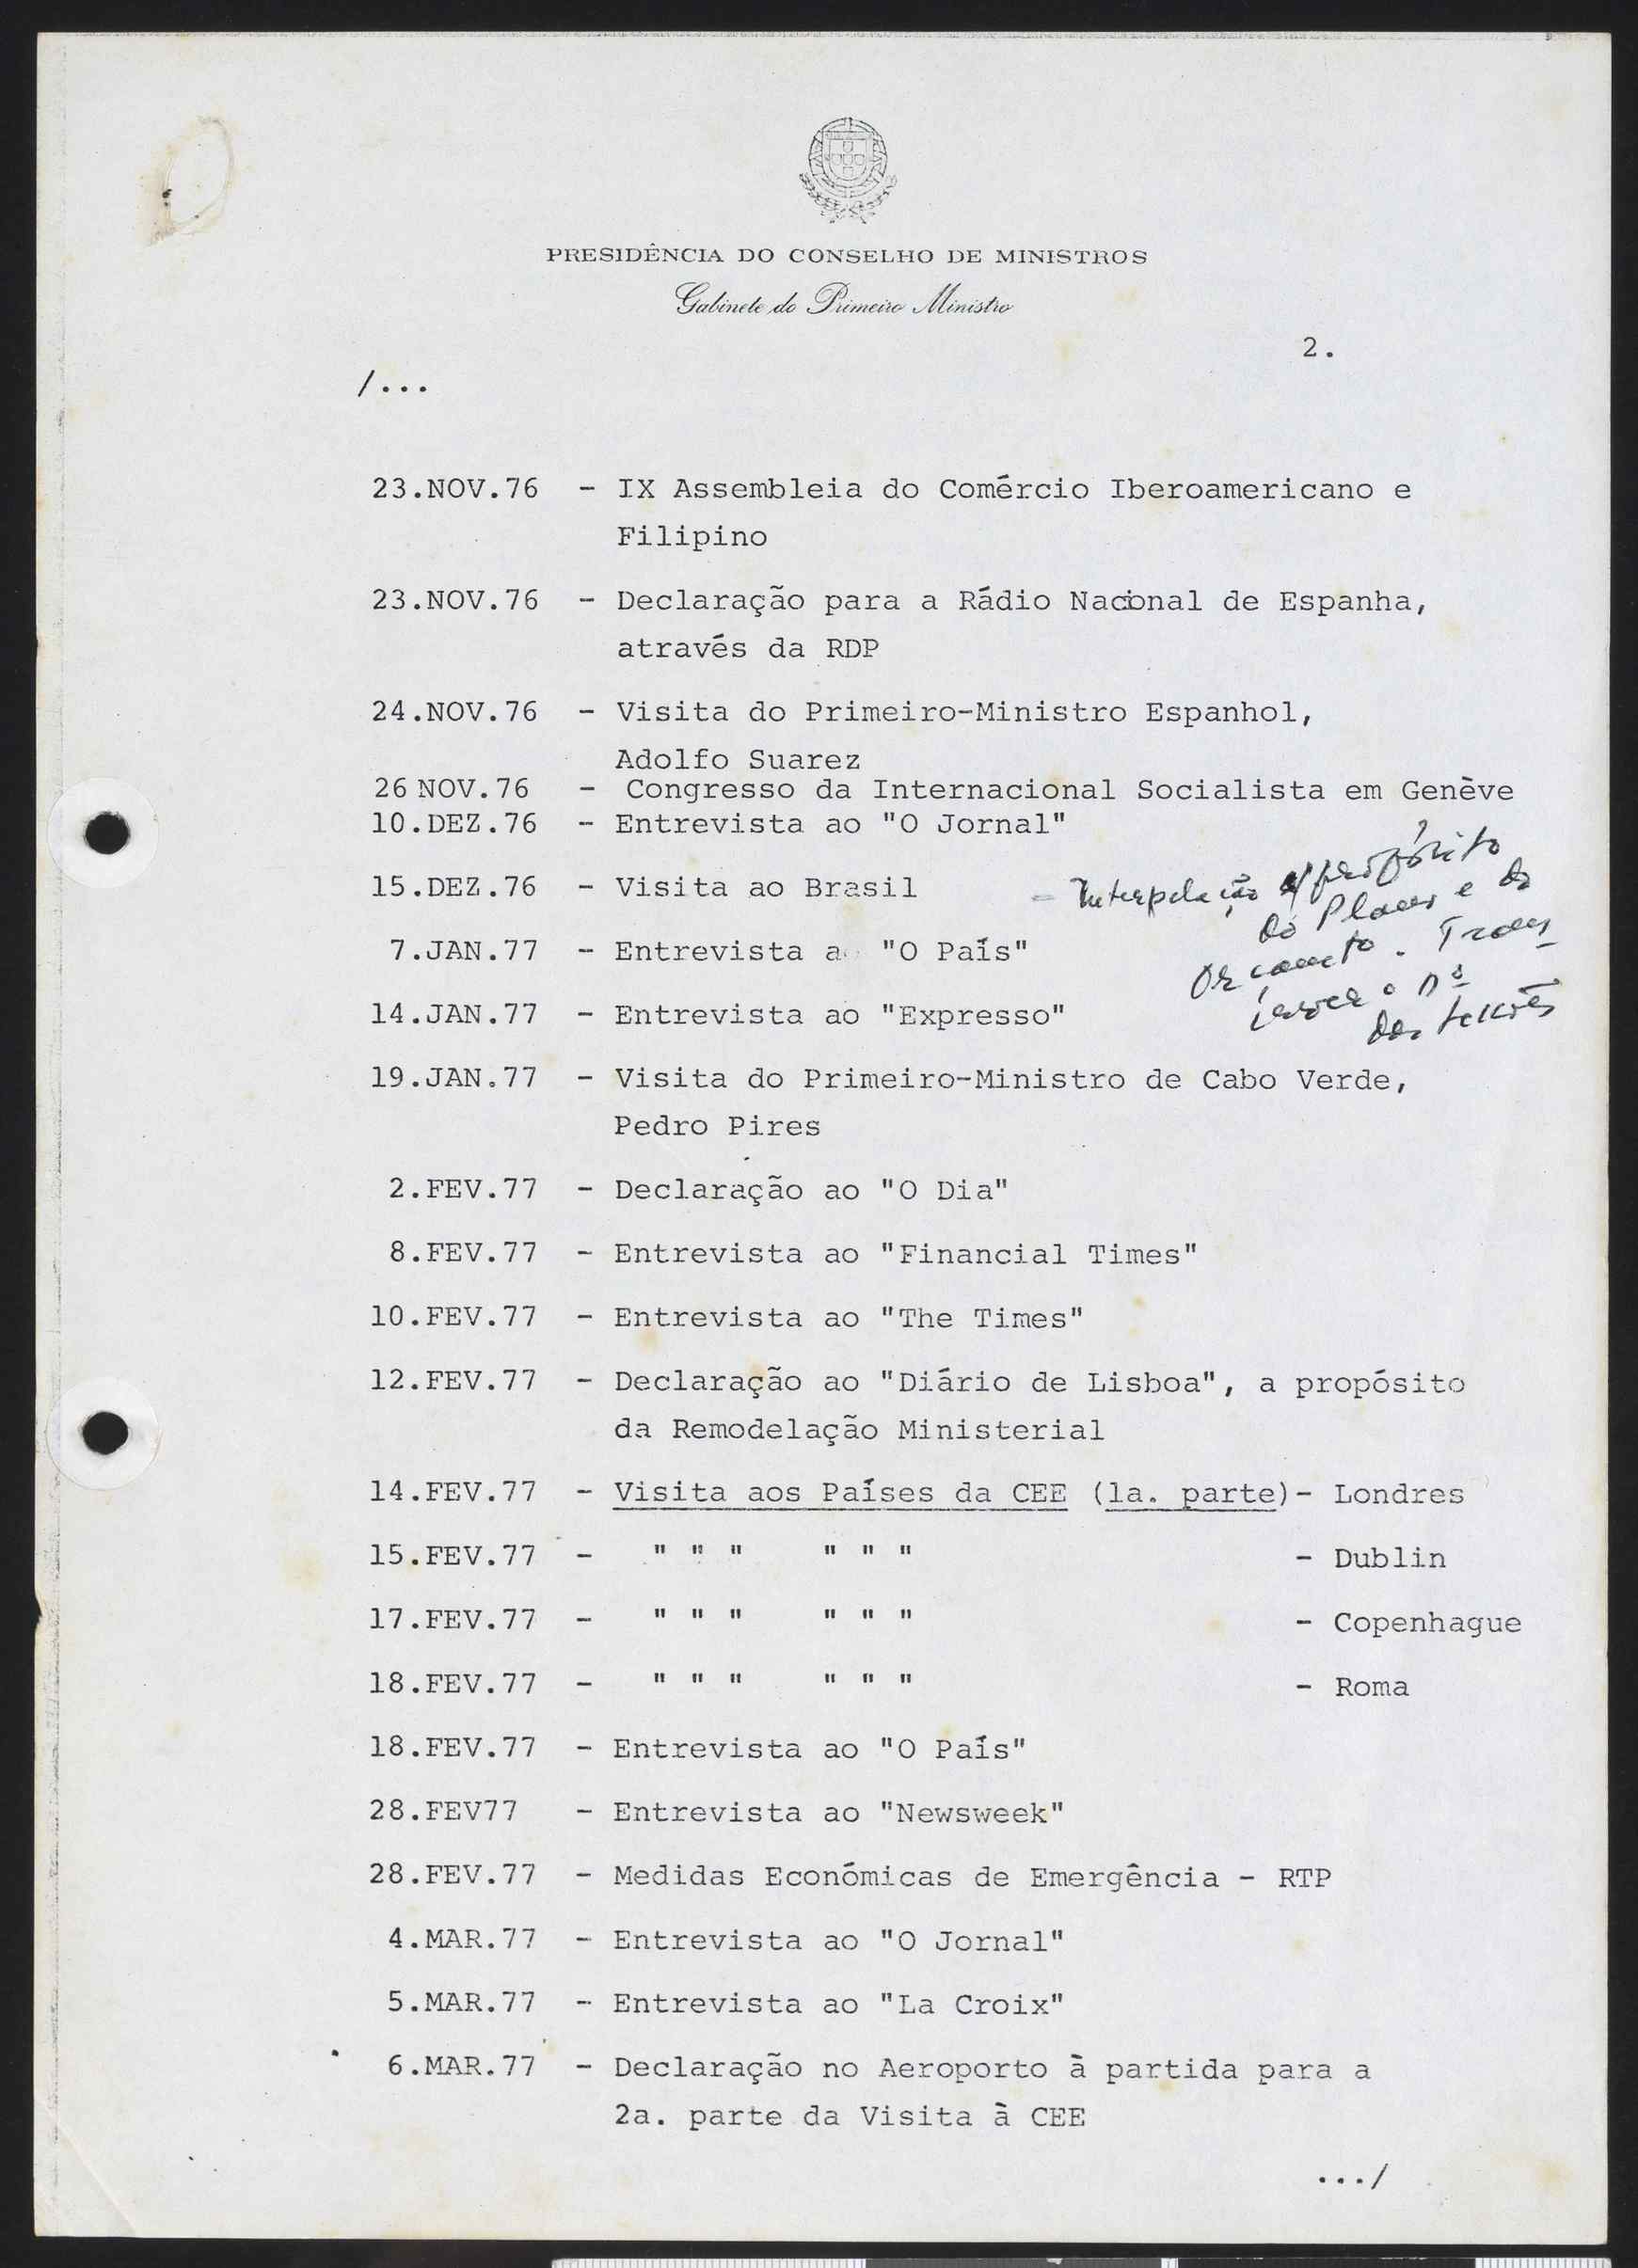 PRESIDÊNCIA DO CONSELHO DE MINISTROS
Gabinete do Primeiro Ministro
2.
/...
23.NOV.76 - IX Assembleia do Comércio Iberoamericano e
Filipino
23.NOV.76 - Declaração para a Rádio Nacional de Espanha,
através da RDP
24.NOV.76 - Visita do Primeiro-Ministro Espanhol,
Adolfo Suarez
26 NOV.76 - Congresso da Internacional Socialista em Genève
10.DEZ.76 - Entrevista ao "O Jornal"
15.DEZ.76 - Visita ao Brasil
- Interpelação a propósito
do Plano e do
Orçamento. Trans
crever o nº
das sessões
7.JAN.77 - Entrevista a "O País"
14.JAN.77 - Entrevista ao "Expresso"
19.JAN.77 - Visita do Primeiro-Ministro de Cabo Verde,
Pedro Pires
2.FEV.77 - Declaração ao "O Dia"
8.FEV.77 - Entrevista ao "Financial Times"
10.FEV.77 - Entrevista ao "The Times"
12.FEV.77 - Declaração ao "Diário de Lisboa", a propósito
da Remodelação Ministerial
14.FEV.77 - Visita aos Países da CEE (1a. parte)- Londres
15.FEV.77 - " " " " " " - Dublin
17.FEV.77 - " " " " " " - Copenhague
18.FEV.77 - " " " " " " - Roma
18.FEV.77 - Entrevista ao "O País"
28.FEV77 - Entrevista ao "Newsweek"
28.FEV.77 - Medidas Económicas de Emergência - RTP
4.MAR.77 - Entrevista ao "O Jornal"
5.MAR.77 - Entrevista ao "La Croix"
6.MAR.77 - Declaração no Aeroporto à partida para a
2a. parte da Visita à CEE
.../